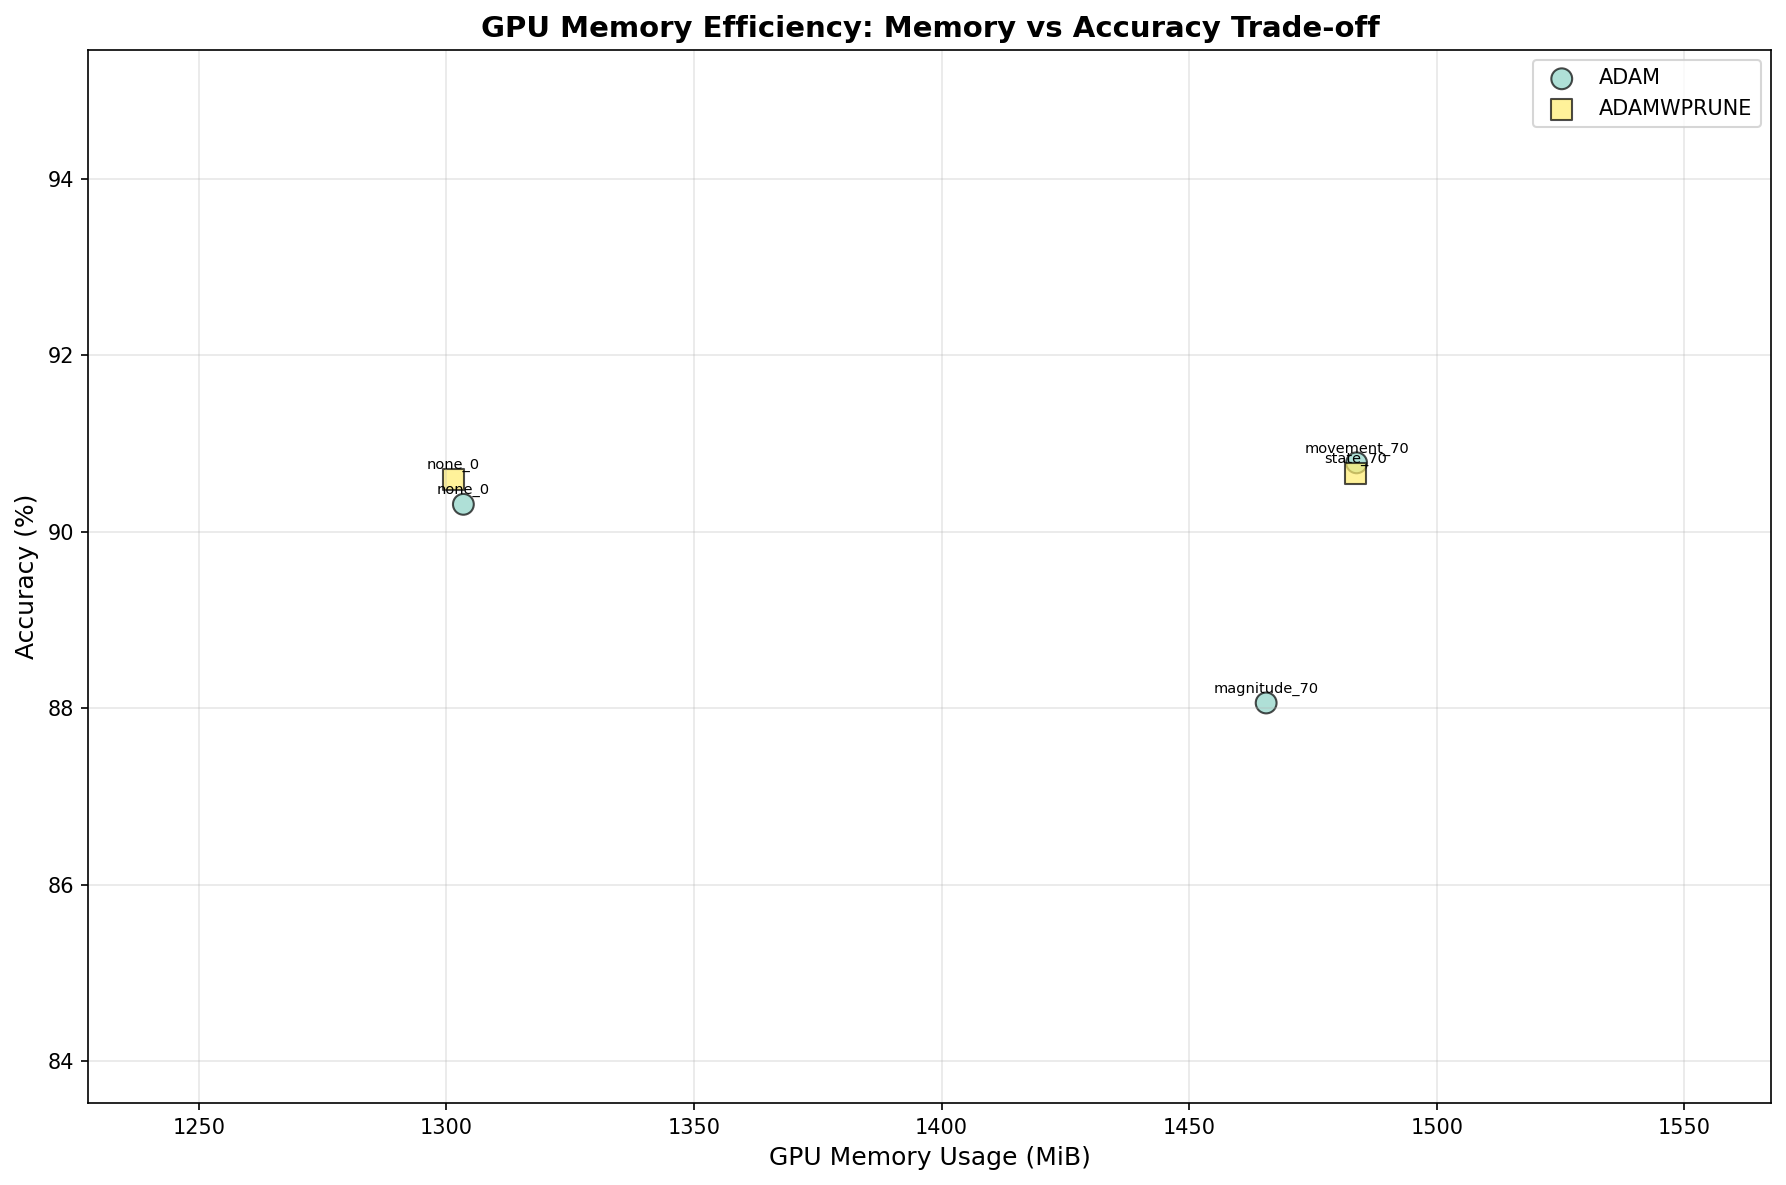 GPU Memory Efficiency: Memory vs Accuracy Trade-off
ADAM
ADAMWPRUNE
94
92
90
88
86
84
Accuracy (%)
movement_70
state_70
none_0
none_0
magnitude_70
1250
1300
1350
1400
1450
1500
1550
GPU Memory Usage (MiB)